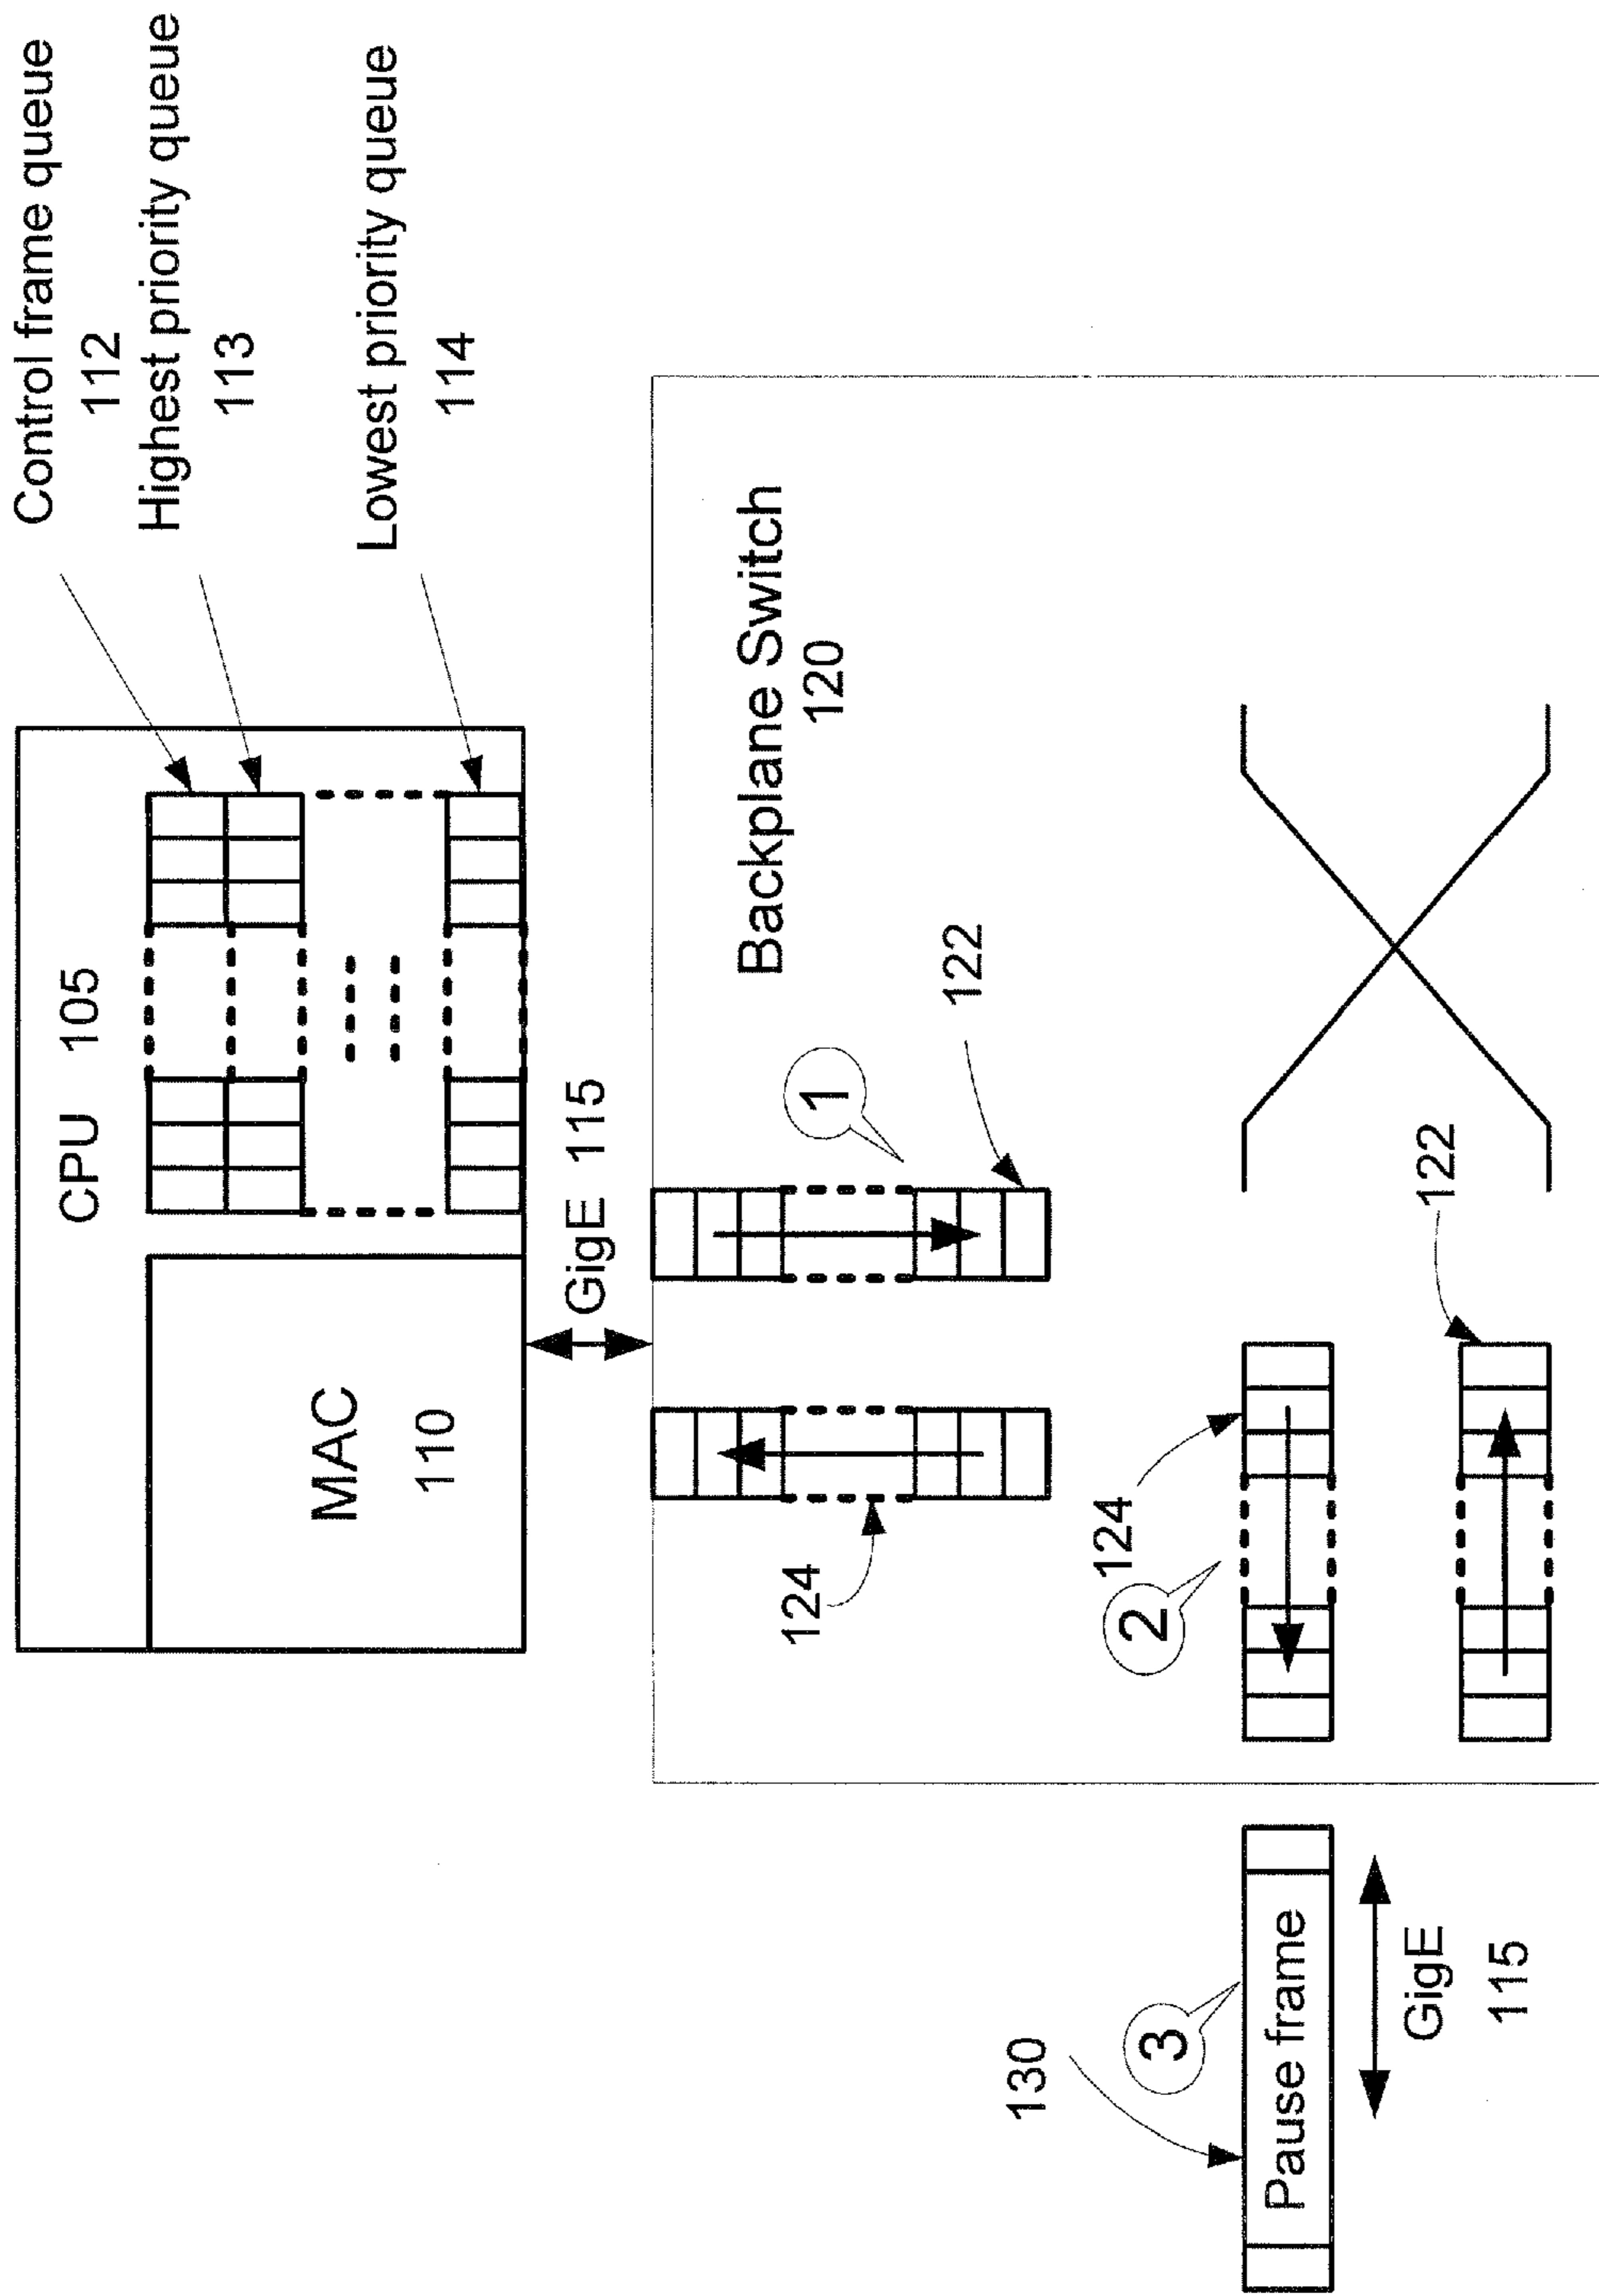 Control frame queue
112
Highest priority queue
113
Lowest priority queue
114
CPU 105
MAC
110
GigE 115
Backplane Switch
120
1
122
124
124
2
122
130
3
Pause frame
GigE
115